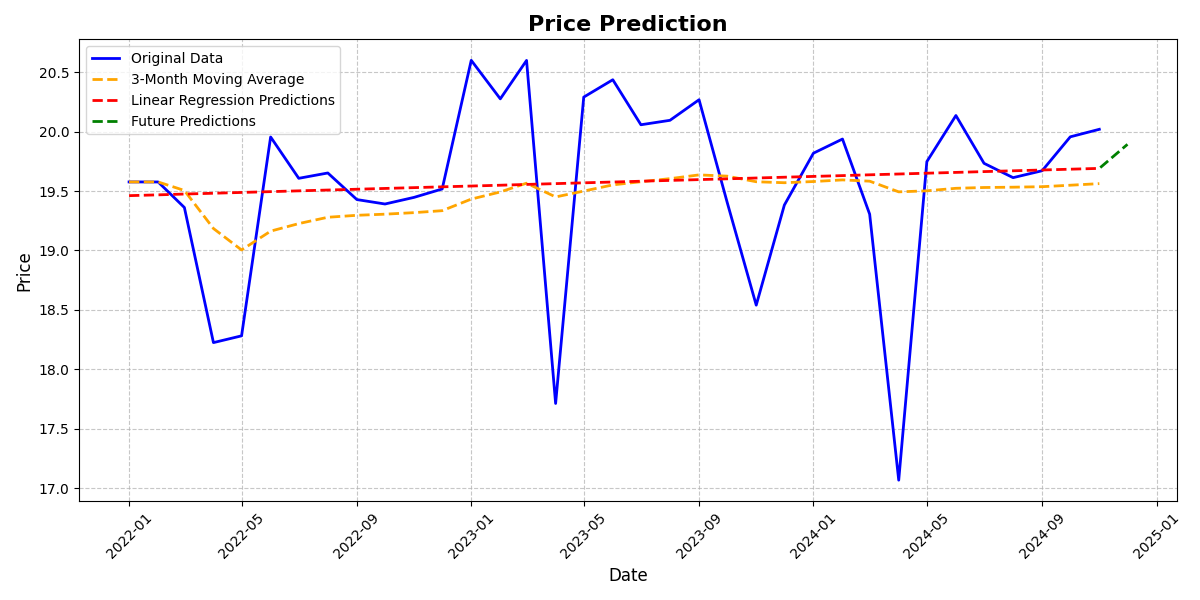 Price Prediction
Original Data
3-Month Moving Average
Linear Regression Predictions
Future Predictions
Price
20.5
20.0
19.5
19.0
18.5
18.0
17.5
17.0
2022-01
2022-05
2022-09
2023-01
2023-05
2023-09
2024-01
2024-05
2024-09
2025-01
Date